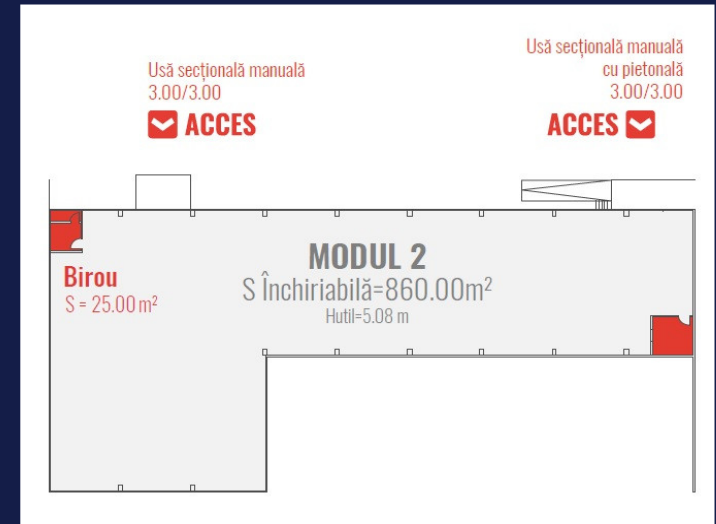 Usă secțională manuală
3.00/3.00
ACCES
Usă secțională manuală
cu pietonală
3.00/3.00
ACCES
MODUL 2
S Închiriabilă=860.00m²
Hutil=5.08 m
Birou
S = 25.00 m²